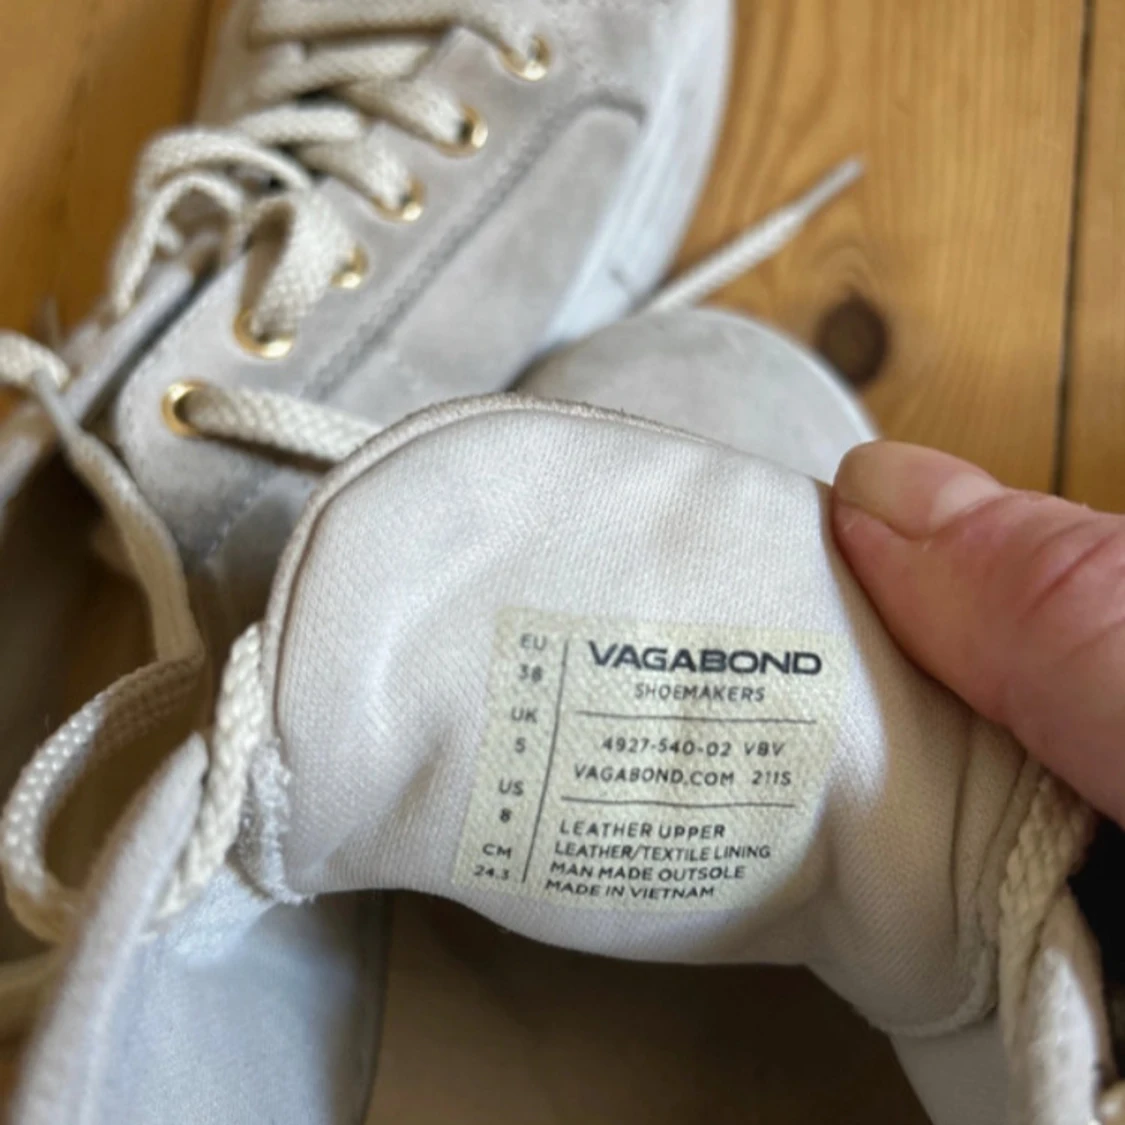 EU
38
UK
5
US
8
CM
24.3
VAGABOND
SHOEMAKERS
4927-540-02 VBV
VAGABOND.COM 211S
LEATHER UPPER
LEATHER/TEXTILE LINING
MAN MADE OUTSOLE
MADE IN VIETNAM